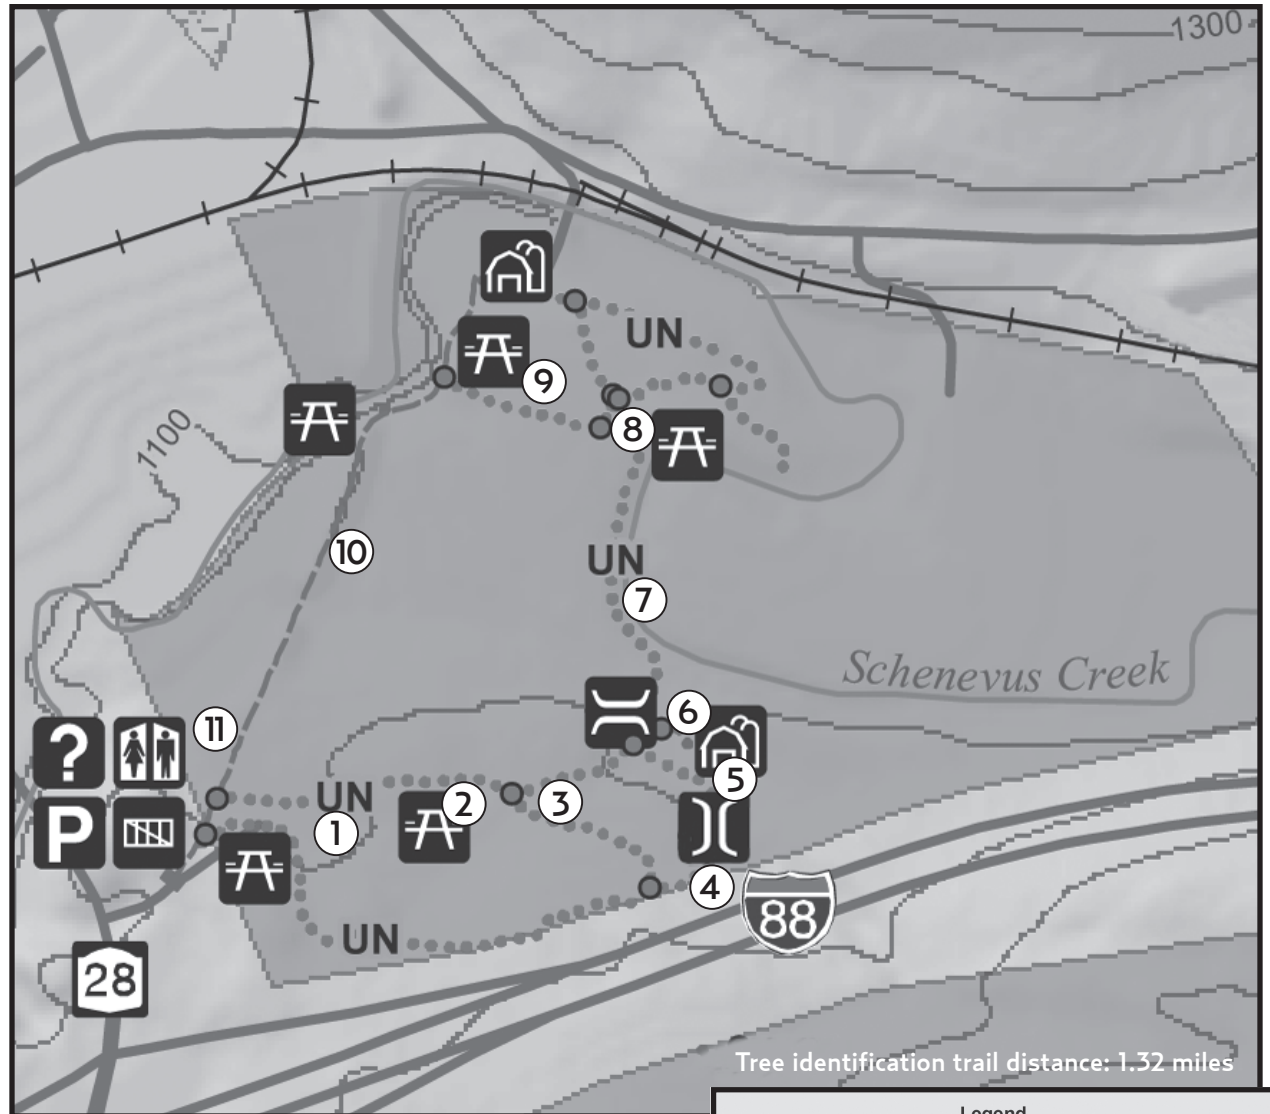 1300
UN
9
8
1100
10
UN
7
Schenevus Creek
6
11
?
5
UN
2
3
1
P
4
88
UN
28
Tree identification trail distance: 1.32 miles
Legend